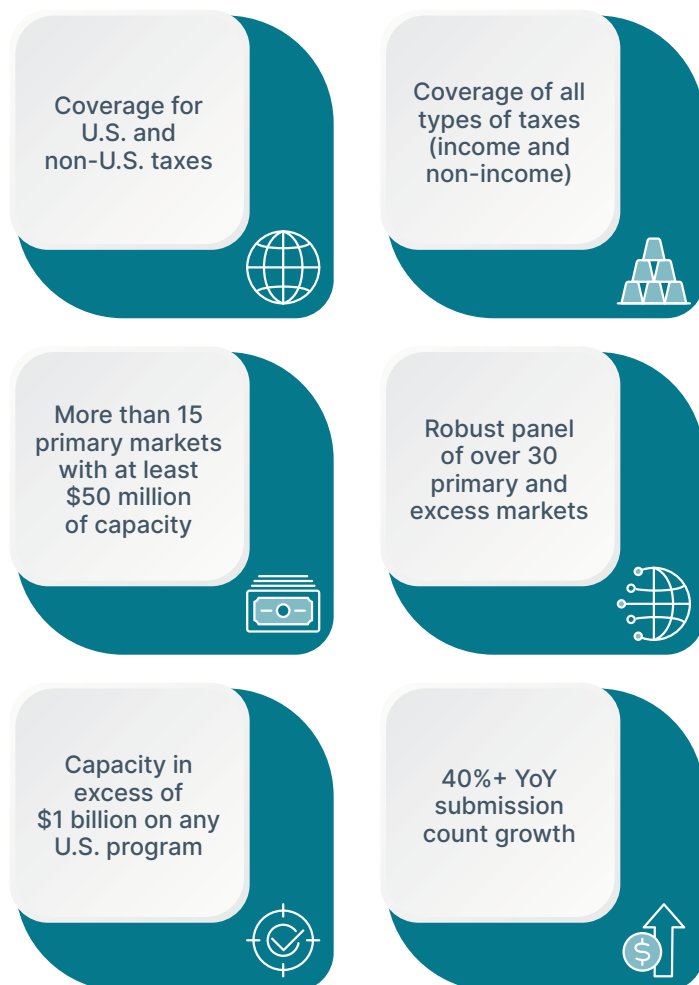 Coverage for
U.S. and
non-U.S. taxes
Coverage of all
types of taxes
(income and
non-income)
More than 15
primary markets
with at least
$50 million
of capacity
Robust panel
of over 30
primary and
excess markets
Capacity in
excess of
$1 billion on any
U.S. program
40%+ YoY
submission
count growth
$